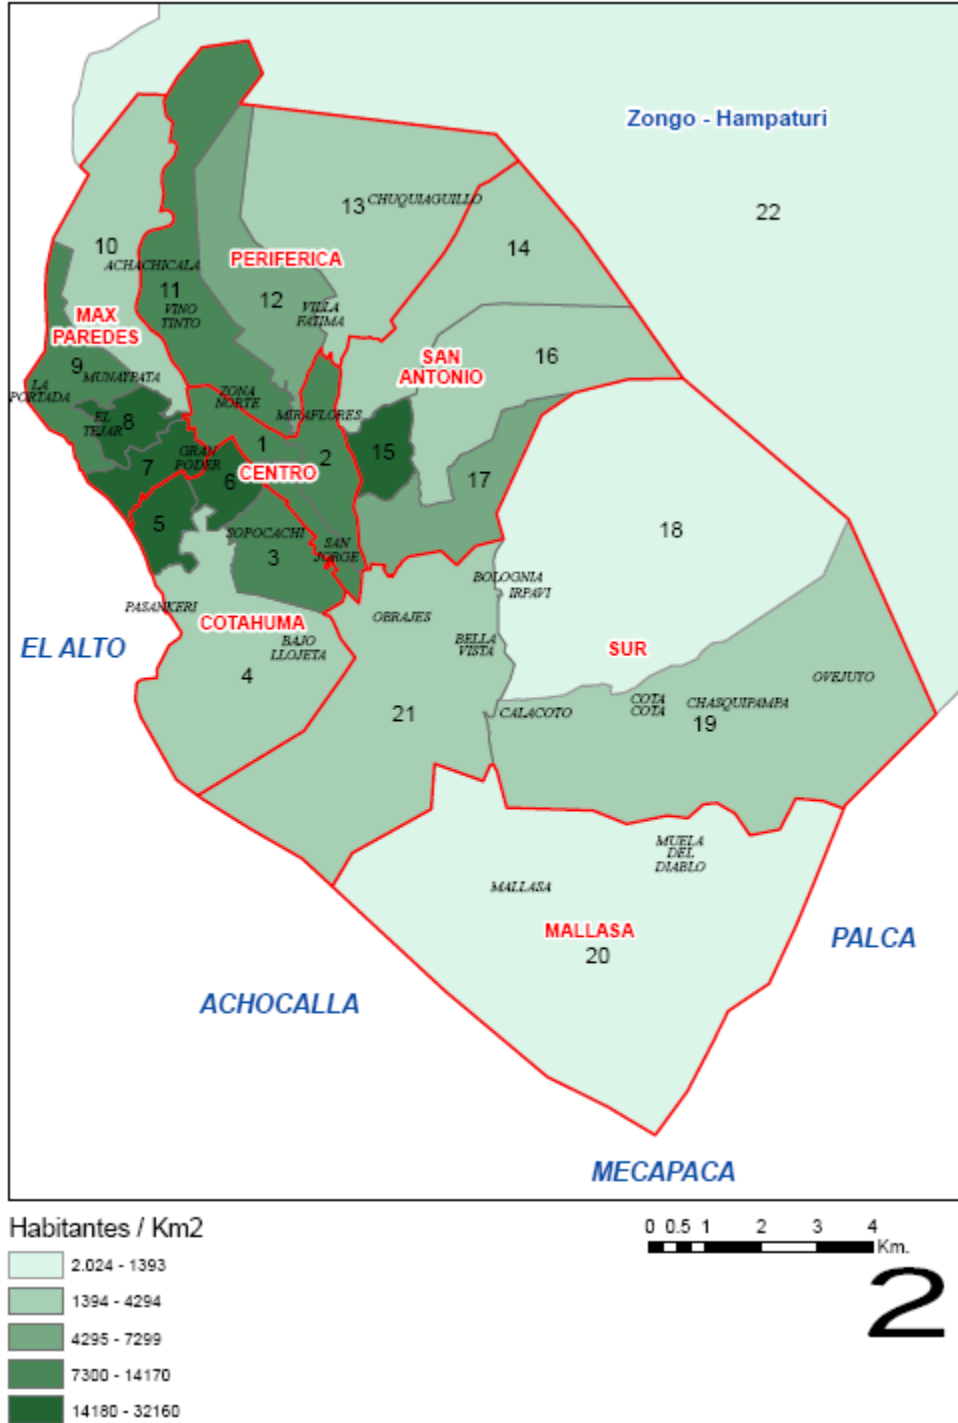 Zongo - Hampaturi
22
13
CHUQUIAGUILLO
14
10
ACHACHICALA
PERIFERICA
11
VINO
TINTO
12
VILLA
FATIMA
MAX
PAREDES
SAN
ANTONIO
16
9
MUNAYPATA
LA
PORTADA
ZONA
NORTE
MIRAFLORES
EL
TEJAR
8
1
2
15
7
GRAN
PODER
CENTRO
6
17
5
SOPOCACHI
3
SAN
JORGE
18
BOLOGNIA
IRPAVI
PASANKERI
COTAHUMA
OBRAJES
EL ALTO
BAJO
LLOJETA
BELLA
VISTA
SUR
4
OVEJUYO
21
CALACOTO
COTA
COTA
CHASQUIPAMPA
19
MUELA
DEL
DIABLO
MALLASA
MALLASA
20
PALCA
ACHOCALLA
MECAPACA
Habitantes / Km2
2.024 - 1393
1394 - 4294
4295 - 7299
7300 - 14170
14180 - 32160
0 0.5 1 2 3 4
Km.
2